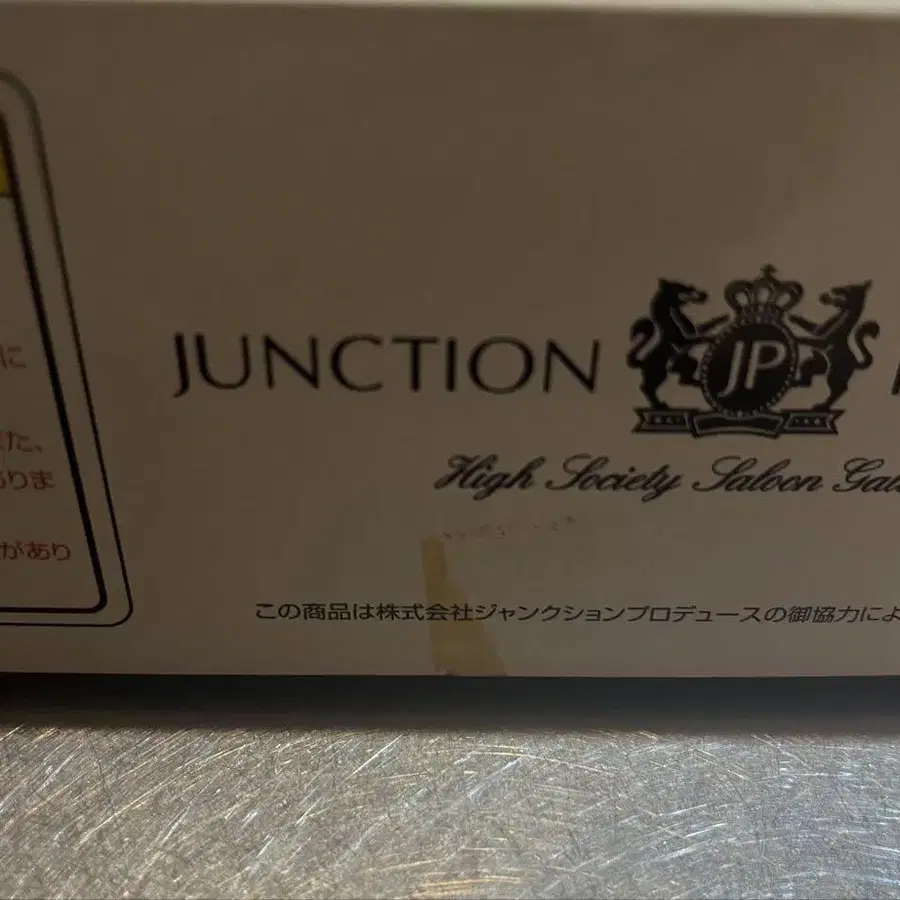 に
た、
りま
があり
JUNCTION
JP
High Society Saloon
この商品は株式会社ジャンクションプロデュースの御協力によ